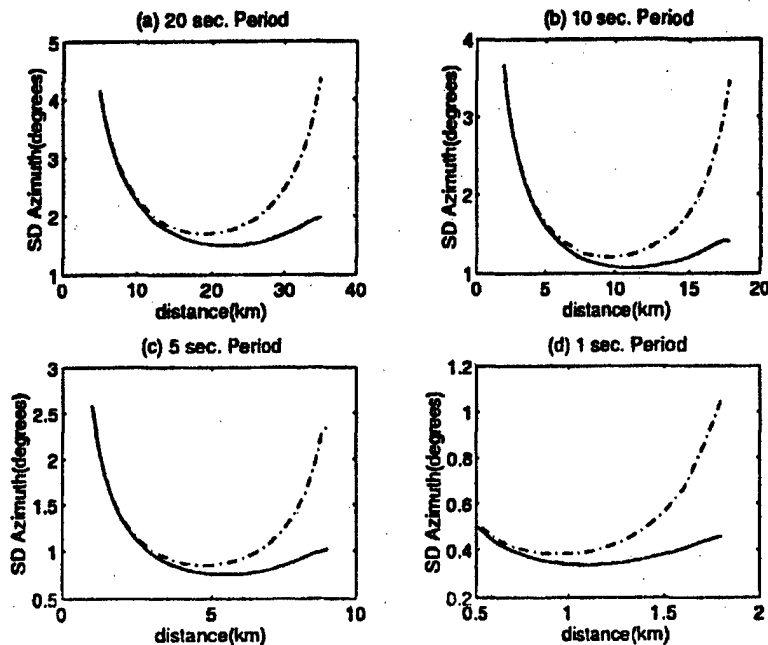 (a) 20 sec. Period
5
4
3
2
1
SD Azimuth(degrees)
0 10 20 30 40
distance(km)
(b) 10 sec. Period
4
3
2
1
SD Azimuth(degrees)
0 5 10 15 20
distance(km)
(c) 5 sec. Period
3
2.5
2
1.5
1
0.5
SD Azimuth(degrees)
0 5 10
distance(km)
(d) 1 sec. Period
1.2
1
0.8
0.6
0.4
0.2
SD Azimuth(degrees)
0.5 1 1.5 2
distance(km)